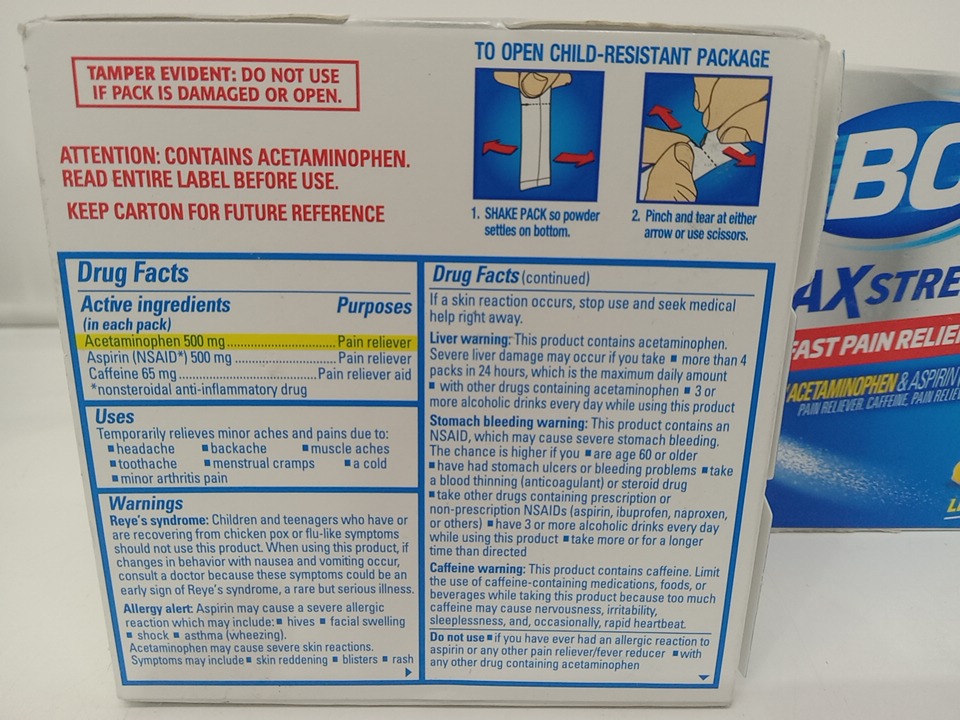 TAMPER EVIDENT: DO NOT USE
IF PACK IS DAMAGED OR OPEN.
ATTENTION: CONTAINS ACETAMINOPHEN.
READ ENTIRE LABEL BEFORE USE.
KEEP CARTON FOR FUTURE REFERENCE
TO OPEN CHILD-RESISTANT PACKAGE
1. SHAKE PACK so powder
settles on bottom.
2. Pinch and tear at either
arrow or use scissors.
Drug Facts
Active ingredients Purposes
(in each pack)
Acetaminophen 500 mg..........................Pain reliever
Aspirin (NSAID*) 500 mg........................Pain reliever
Caffeine 65 mg.................................Pain reliever aid
*nonsteroidal anti-inflammatory drug
Uses
Temporarily relieves minor aches and pains due to:
▪ headache ▪ backache ▪ muscle aches
▪ toothache ▪ menstrual cramps ▪ a cold
▪ minor arthritis pain
Warnings
Reye's syndrome: Children and teenagers who have or
are recovering from chicken pox or flu-like symptoms
should not use this product. When using this product, if
changes in behavior with nausea and vomiting occur,
consult a doctor because these symptoms could be an
early sign of Reye's syndrome, a rare but serious illness.
Allergy alert: Aspirin may cause a severe allergic
reaction which may include: ▪ hives ▪ facial swelling
▪ shock ▪ asthma (wheezing).
Acetaminophen may cause severe skin reactions.
Symptoms may include ▪ skin reddening ▪ blisters ▪ rash
Drug Facts (continued)
If a skin reaction occurs, stop use and seek medical
help right away.
Liver warning: This product contains acetaminophen.
Severe liver damage may occur if you take ▪ more than 4
packs in 24 hours, which is the maximum daily amount
▪ with other drugs containing acetaminophen ▪ 3 or
more alcoholic drinks every day while using this product
Stomach bleeding warning: This product contains an
NSAID, which may cause severe stomach bleeding.
The chance is higher if you ▪ are age 60 or older
▪ have had stomach ulcers or bleeding problems ▪ take
a blood thinning (anticoagulant) or steroid drug
▪ take other drugs containing prescription or
non-prescription NSAIDs (aspirin, ibuprofen, naproxen,
or others) ▪ have 3 or more alcoholic drinks every day
while using this product ▪ take more or for a longer
time than directed
Caffeine warning: This product contains caffeine. Limit
the use of caffeine-containing medications, foods, or
beverages while taking this product because too much
caffeine may cause nervousness, irritability,
sleeplessness, and, occasionally, rapid heartbeat.
Do not use ▪ if you have ever had an allergic reaction to
aspirin or any other pain reliever/fever reducer ▪ with
any other drug containing acetaminophen
BC
AX STRE
FAST PAIN RELIE
ACETAMINOPHEN & ASPIRIN
PAIN RELIEVER, CAFFEINE, PAIN RELIE